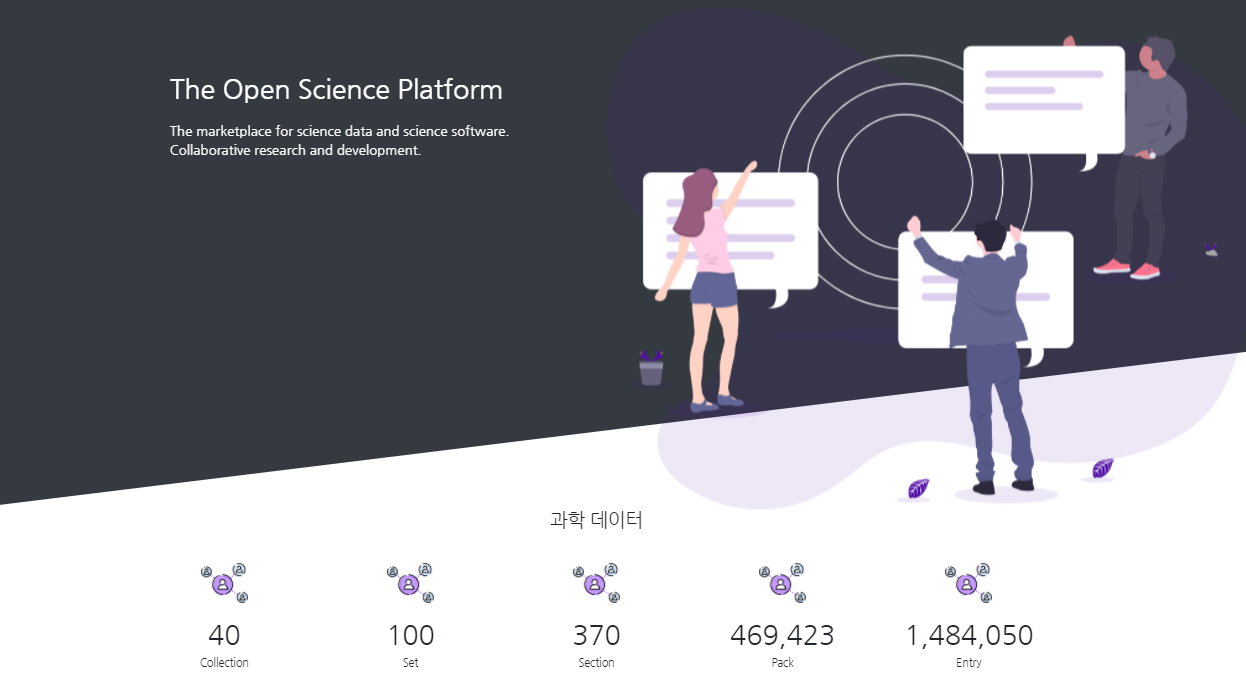 The Open Science Platform
The marketplace for science data and science software.
Collaborative research and development.
과학 데이터
40
Collection
100
Set
370
Section
469,423
Pack
1,484,050
Entry